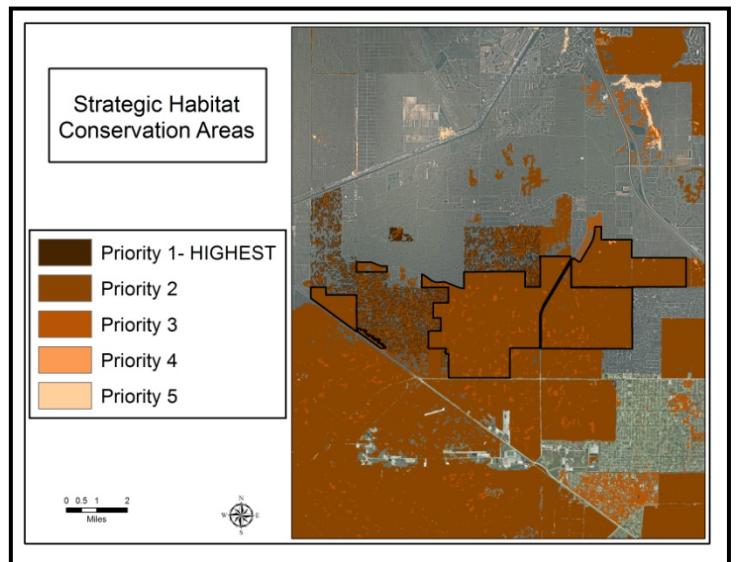 Strategic Habitat
Conservation Areas
Priority 1- HIGHEST
Priority 2
Priority 3
Priority 4
Priority 5
0 0.5 1 2
Miles
N
W E
S